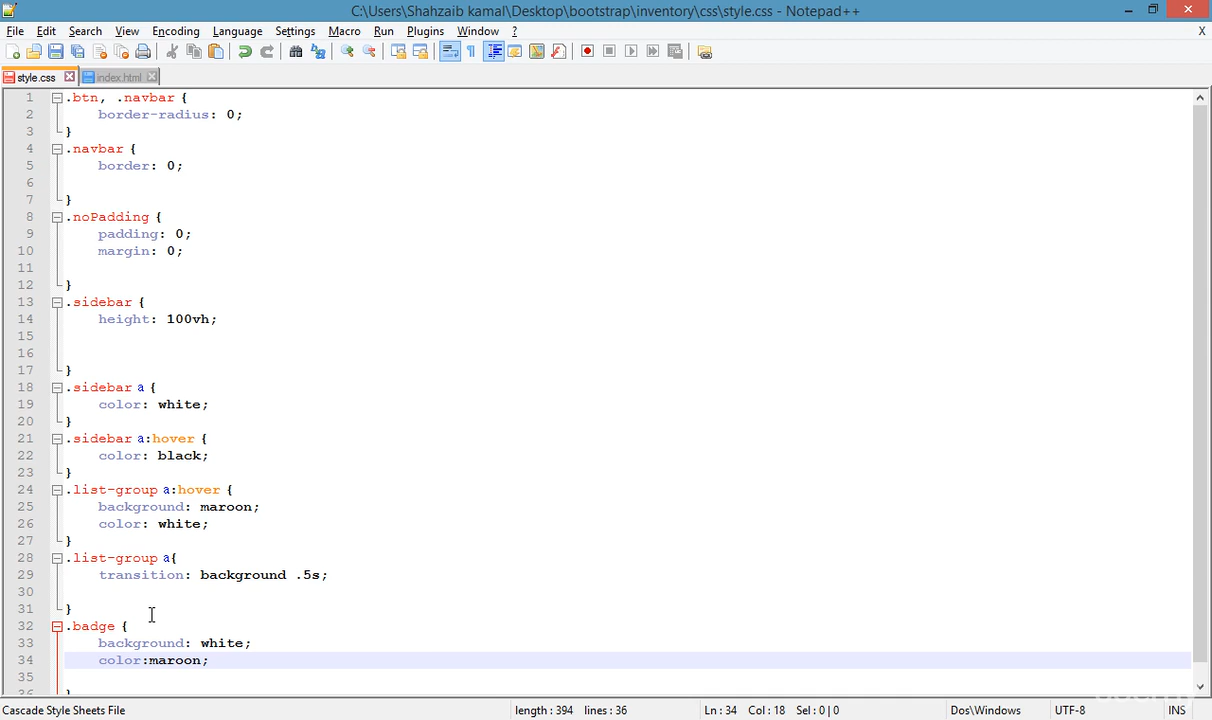 C:\Users\Shahzaib kamal\Desktop\bootstrap\inventory\css\style.css - Notepad++
File Edit Search View Encoding Language Settings Macro Run Plugins Window ? X
style.css index.html
1 .btn, .navbar {
2 border-radius: 0;
3 }
4 .navbar {
5 border: 0;
6
7 }
8 .noPadding {
9 padding: 0;
10 margin: 0;
11
12 }
13 .sidebar {
14 height: 100vh;
15
16
17 }
18 .sidebar a {
19 color: white;
20 }
21 .sidebar a:hover {
22 color: black;
23 }
24 .list-group a:hover {
25 background: maroon;
26 color: white;
27 }
28 .list-group a{
29 transition: background .5s;
30
31 }
32 .badge {
33 background: white;
34 color:maroon;
35
36 }
Cascade Style Sheets File length : 394 lines : 36 Ln : 34 Col : 18 Sel : 0 | 0 Dos\Windows UTF-8 INS